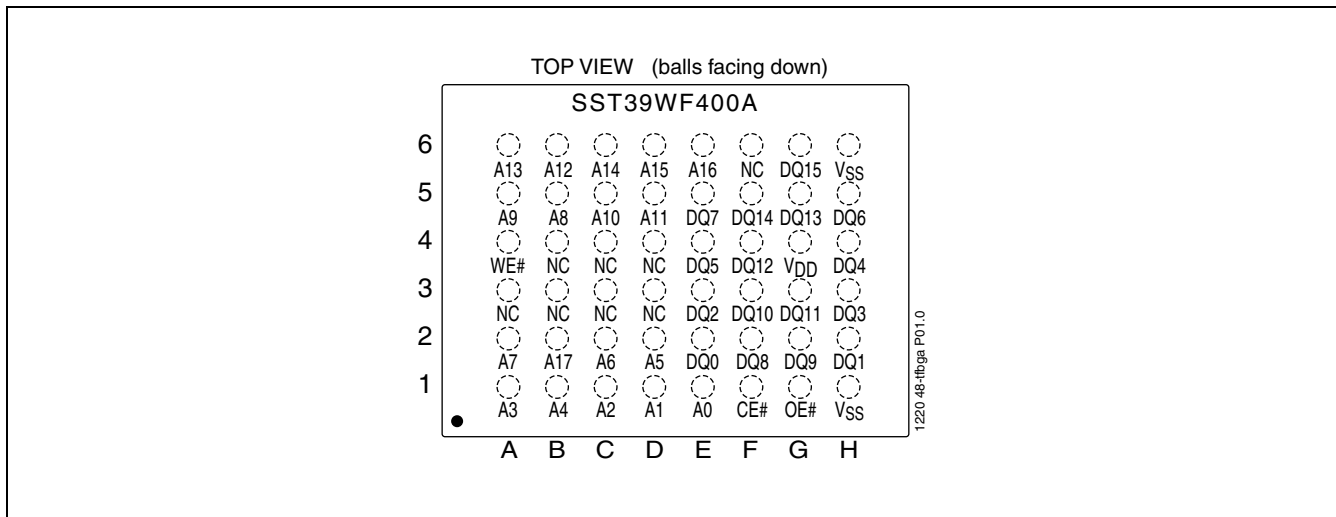 TOP VIEW (balls facing down)
SST39WF400A
6
A13 A12 A14 A15 A16 NC DQ15 VSS
5
A9 A8 A10 A11 DQ7 DQ14 DQ13 DQ6
4
WE# NC NC NC DQ5 DQ12 VDD DQ4
3
NC NC NC NC DQ2 DQ10 DQ11 DQ3
2
A7 A17 A6 A5 DQ0 DQ8 DQ9 DQ1
1
A3 A4 A2 A1 A0 CE# OE# VSS
A B C D E F G H
1220 48-tfbga P01.0